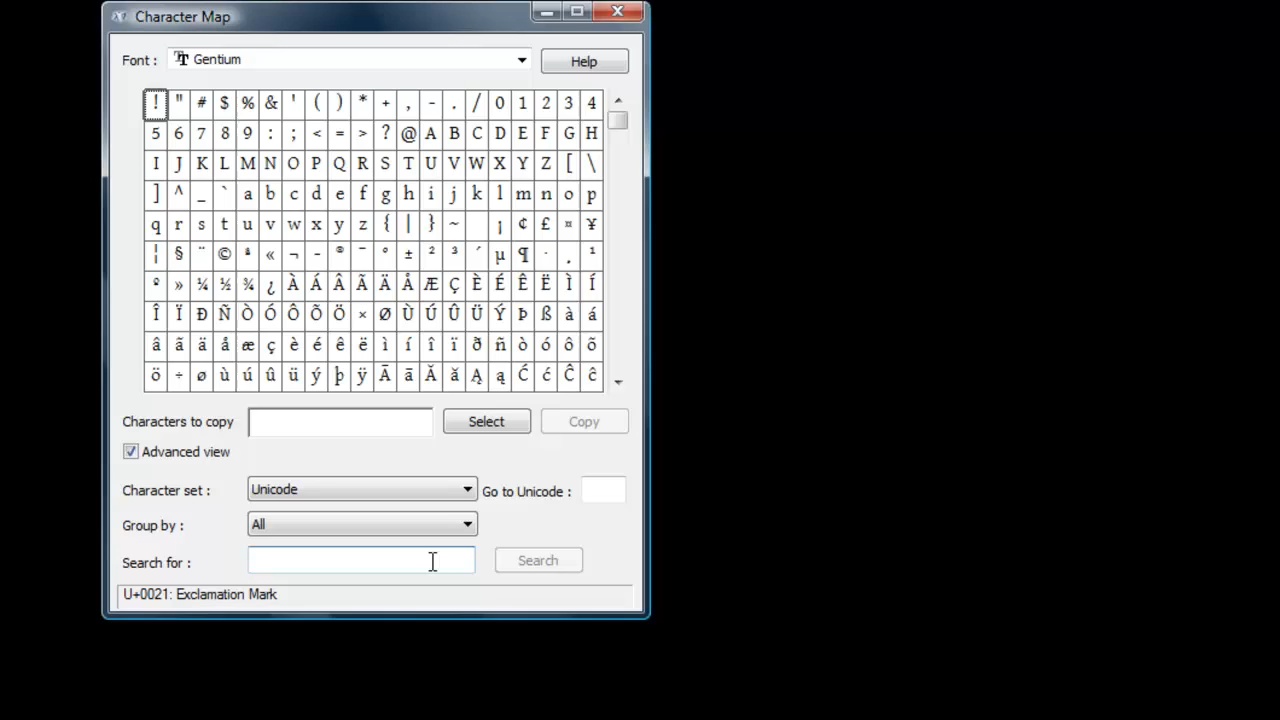 Character Map
Font : Gentium Help
! " # $ % & ' ( ) * + , - . / 0 1 2 3 4
5 6 7 8 9 : ; < = > ? @ A B C D E F G H
I J K L M N O P Q R S T U V W X Y Z [ \
] ^ _ ` a b c d e f g h i j k l m n o p
q r s t u v w x y z { | } ~ ¡ ¢ £ ¤ ¥
¦ § ¨ © ª « ¬ - ® ¯ ° ± ² ³ ´ µ ¶ · ¸ ¹
º » ¼ ½ ¾ ¿ À Á Â Ã Ä Å Æ Ç È É Ê Ë Ì Í
Î Ï Ð Ñ Ò Ó Ô Õ Ö × Ø Ù Ú Û Ü Ý Þ ß à á
â ã ä å æ ç è é ê ë ì í î ï ð ñ ò ó ô õ
ö ÷ ø ù ú û ü ý þ ÿ Ā ā Ă ă Ą ą Ć ć Ĉ ĉ
Characters to copy Select Copy
Advanced view
Character set : Unicode Go to Unicode :
Group by : All
Search for : Search
U+0021: Exclamation Mark